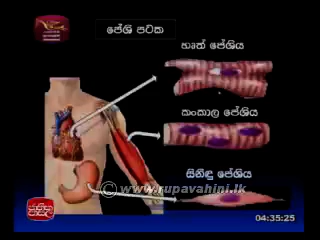 පේශි පටක
හෘත් පේශිය
කංකාල පේශිය
සිනිඳු පේශිය
©www.rupavahini.lk
04:35:25